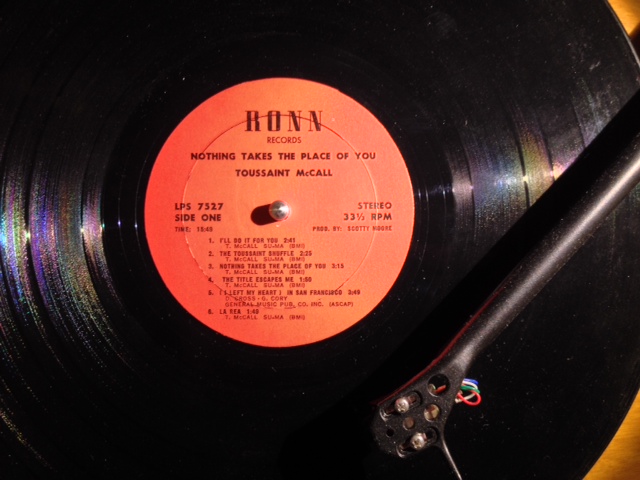 RONN
RECORDS
NOTHING TAKES THE PLACE OF YOU
TOUSSAINT McCALL
LPS 7527
SIDE ONE
STEREO
33⅓ RPM
TIME: 15:40
PROD. BY: SCOTTY MOORE
1. I'LL DO IT FOR YOU 2:41
T. McCALL SU-MA (BMI)
2. THE TOUSSAINT SHUFFLE 2:25
T. McCALL SU-MA (BMI)
3. NOTHING TAKES THE PLACE OF YOU 3:15
T. McCALL SU-MA (BMI)
4. THE TITLE ESCAPES ME 1:50
T. McCALL SU-MA (BMI)
5. ( I LEFT MY HEART ) IN SAN FRANCISCO 3:49
CROSS - G. CORY
GENERAL MUSIC PUB. CO. INC. (ASCAP)
6. LA REA 1:40
T. McCALL SU-MA (BMI)